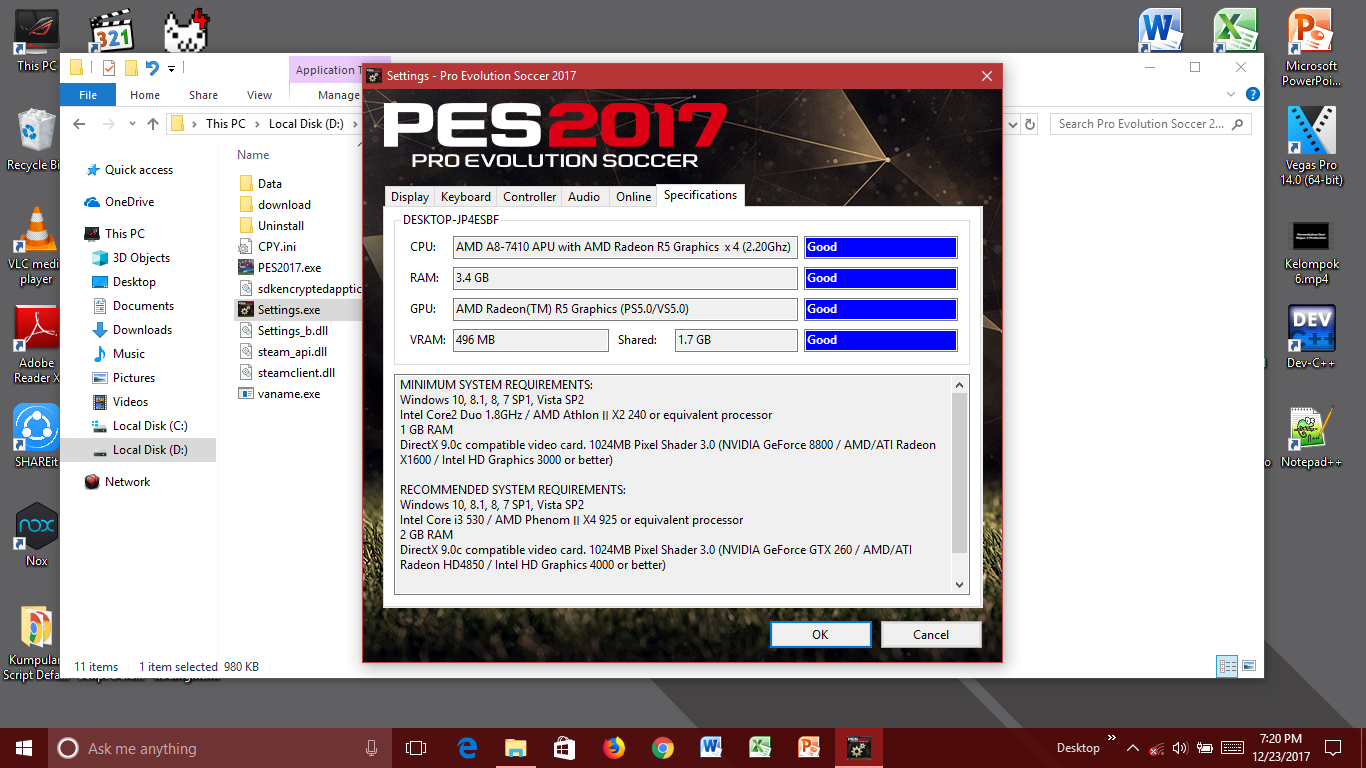 This PC
321
Recycle Bi
VLC medi
player
Adobe
Reader X
SHAREit
nox
Nox
Kumpular
Script Defa...
Microsoft
PowerPoi...
Vegas Pro
14.0 (64-bit)
Kelompok
6.mp4
DEV
Dev-C++
Notepad++
Application T
File
Home
Share
View
Manage
This PC
Local Disk (D:)
Search Pro Evolution Soccer 2...
Quick access
OneDrive
This PC
3D Objects
Desktop
Documents
Downloads
Music
Pictures
Videos
Local Disk (C:)
Local Disk (D:)
Network
Name
Data
download
Uninstall
CPY.ini
PES2017.exe
sdkencryptedapptic
Settings.exe
Settings_b.dll
steam_api.dll
steamclient.dll
vaname.exe
11 items
1 item selected 980 KB
Settings - Pro Evolution Soccer 2017
PES2017
PRO EVOLUTION SOCCER
Display
Keyboard
Controller
Audio
Online
Specifications
DESKTOP-JP4ESBF
CPU: AMD A8-7410 APU with AMD Radeon R5 Graphics x 4 (2.20Ghz) Good
RAM: 3.4 GB Good
GPU: AMD Radeon(TM) R5 Graphics (PS5.0/VS5.0) Good
VRAM: 496 MB Shared: 1.7 GB Good
MINIMUM SYSTEM REQUIREMENTS:
Windows 10, 8.1, 8, 7 SP1, Vista SP2
Intel Core2 Duo 1.8GHz / AMD Athlon || X2 240 or equivalent processor
1 GB RAM
DirectX 9.0c compatible video card. 1024MB Pixel Shader 3.0 (NVIDIA GeForce 8800 / AMD/ATI Radeon
X1600 / Intel HD Graphics 3000 or better)
RECOMMENDED SYSTEM REQUIREMENTS:
Windows 10, 8.1, 8, 7 SP1, Vista SP2
Intel Core i3 530 / AMD Phenom || X4 925 or equivalent processor
2 GB RAM
DirectX 9.0c compatible video card. 1024MB Pixel Shader 3.0 (NVIDIA GeForce GTX 260 / AMD/ATI
Radeon HD4850 / Intel HD Graphics 4000 or better)
OK
Cancel
Ask me anything
Desktop
7:20 PM
12/23/2017